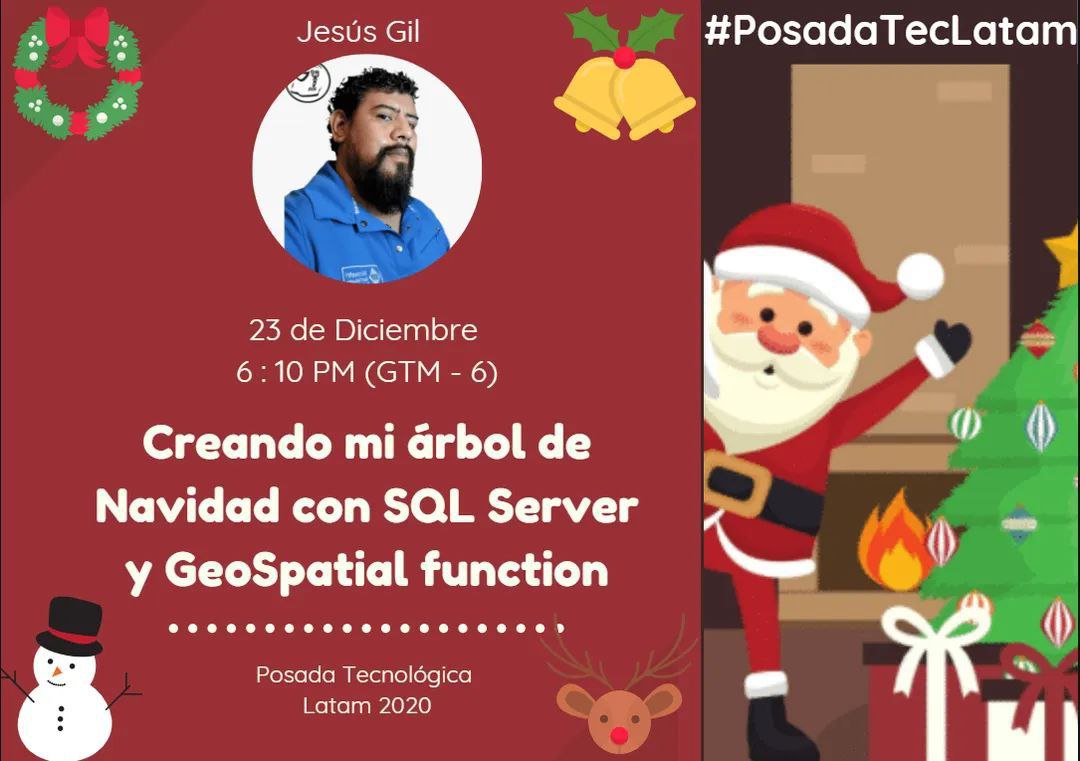 Jesús Gil
#PosadaTecLatam
23 de Diciembre
6 : 10 PM (GTM - 6)
Creando mi árbol de
Navidad con SQL Server
y GeoSpatial function
Posada Tecnológica
Latam 2020